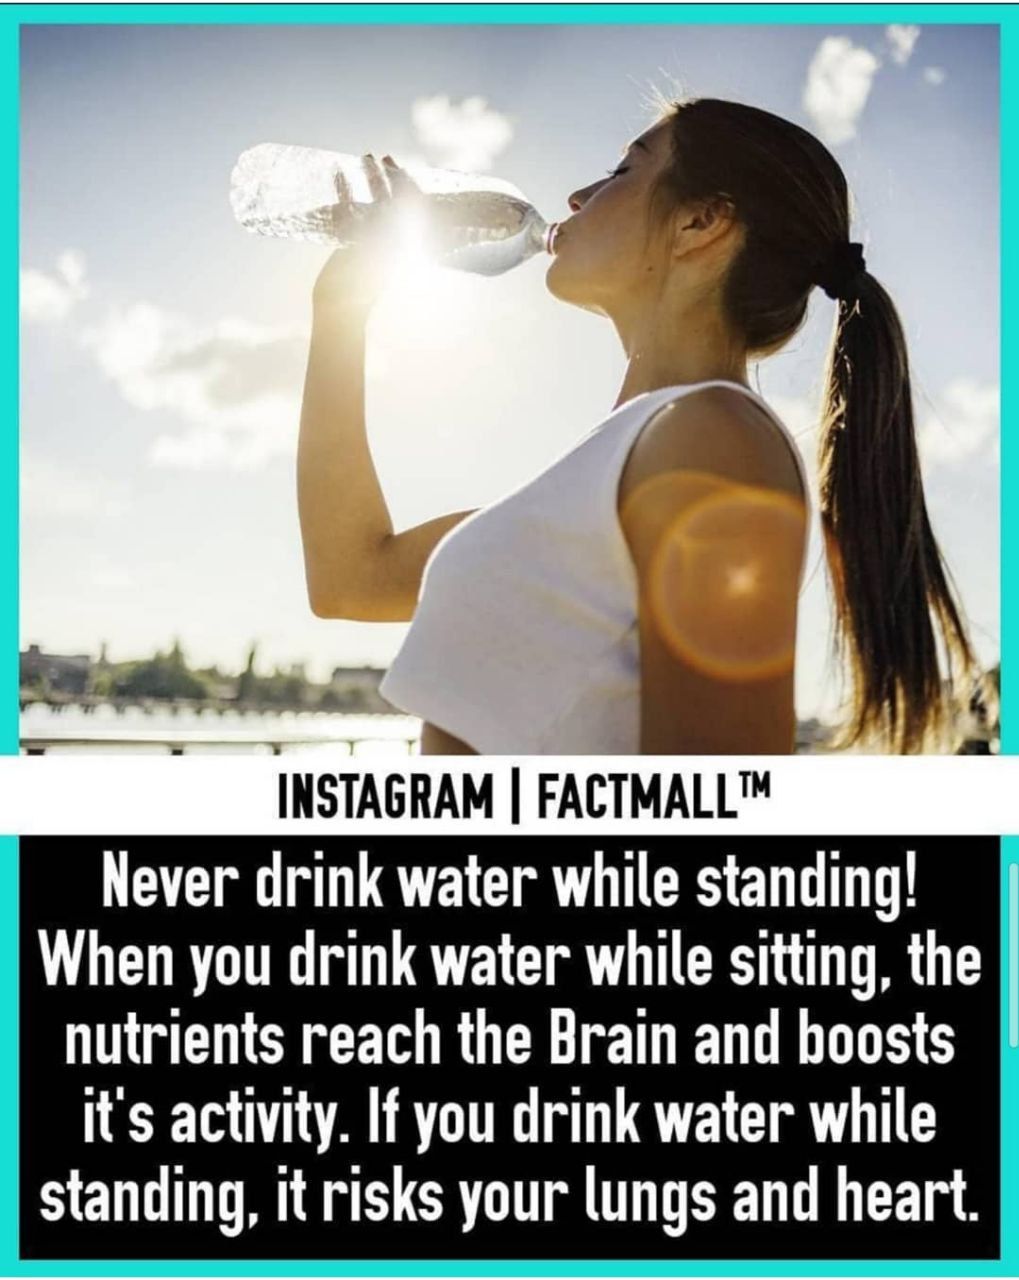 INSTAGRAM | FACTMALL™
Never drink water while standing!
When you drink water while sitting, the
nutrients reach the Brain and boosts
it's activity. If you drink water while
standing, it risks your lungs and heart.